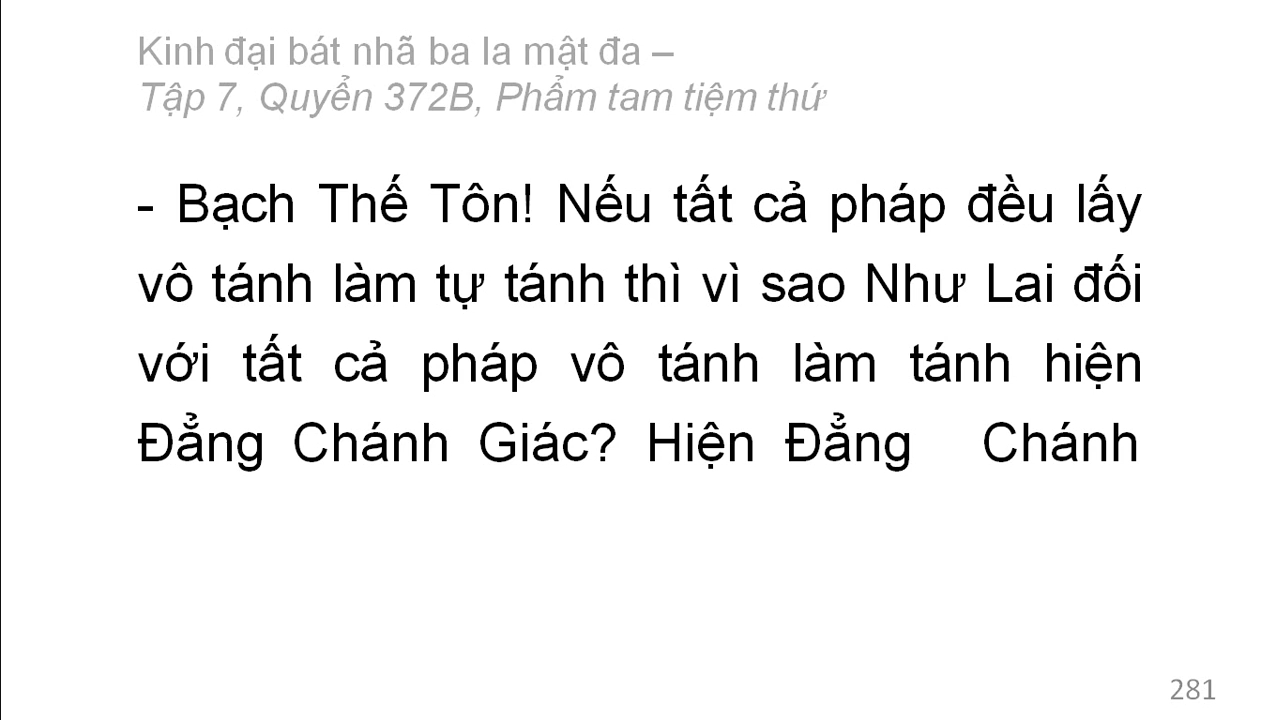 Kinh đại bát nhã ba la mật đa –
Tập 7, Quyển 372B, Phẩm tam tiệm thứ
- Bạch Thế Tôn! Nếu tất cả pháp đều lấy
vô tánh làm tự tánh thì vì sao Như Lai đối
với tất cả pháp vô tánh làm tánh hiện
Đẳng Chánh Giác? Hiện Đẳng Chánh
281